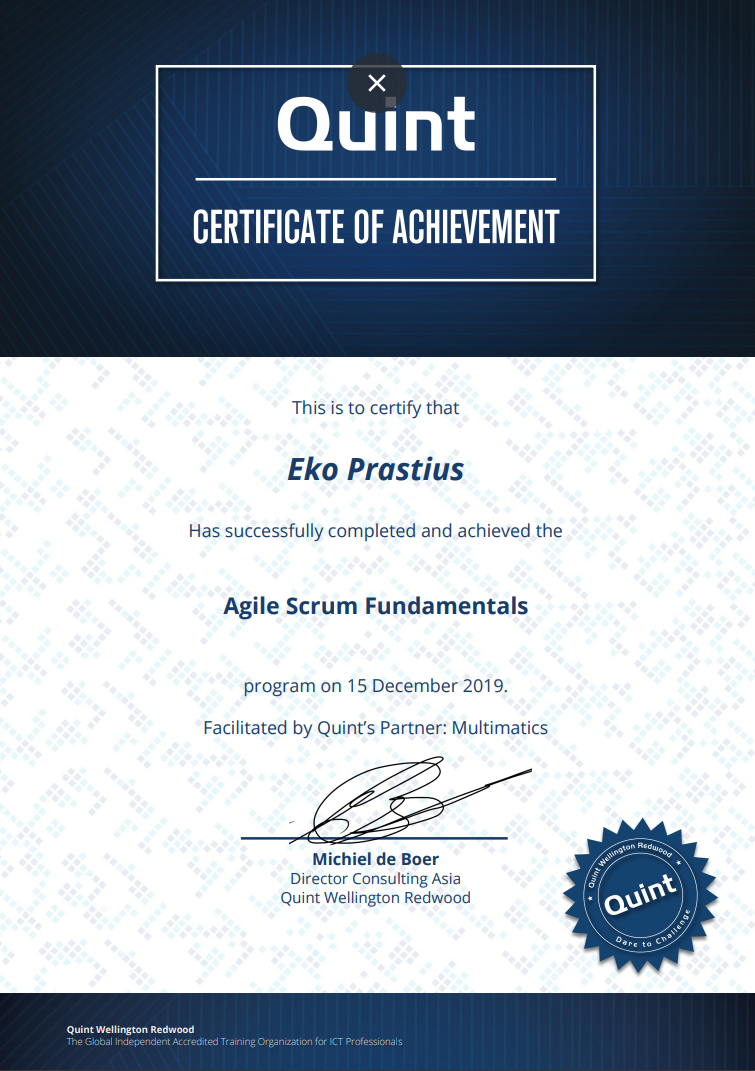 Quint
CERTIFICATE OF ACHIEVEMENT
This is to certify that
Eko Prastius
Has successfully completed and achieved the
Agile Scrum Fundamentals
program on 15 December 2019.
Facilitated by Quint’s Partner: Multimatics
Michiel de Boer
Director Consulting Asia
Quint Wellington Redwood
Quint Wellington Redwood
Quint
Dare to Challenge
Quint Wellington Redwood
The Global Independent Accredited Training Organization for ICT Professionals